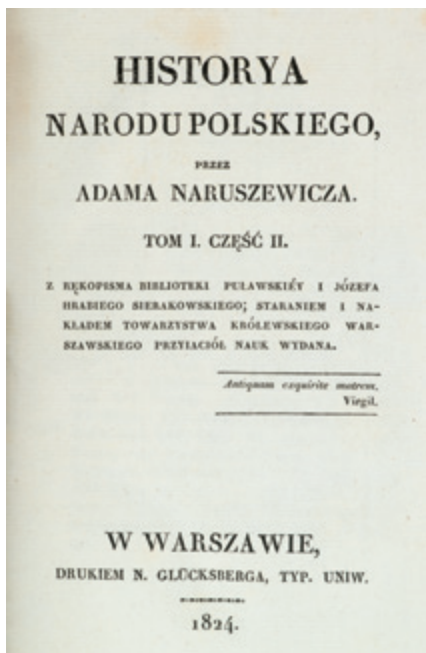 HISTORYA
NARODU POLSKIEGO,
PRZEZ
ADAMA NARUSZEWICZA.
TOM I. CZĘŚĆ II.
Z RĘKOPISMA BIBLIOTEKI PUŁAWSKIÉY I JÓZEFA
HRABIEGO SIERAKOWSKIEGO; STARANIEM I NA-
KŁADEM TOWARZYSTWA KRÓLEWSKIEGO WAR-
SZAWSKIEGO PRZYIACIÓŁ NAUK WYDANA.
Antiquam exquirite matrem.
Virgil.
W WARSZAWIE,
DRUKIEM N. GLÜCKSBERGA, TYP. UNIW.
1824.